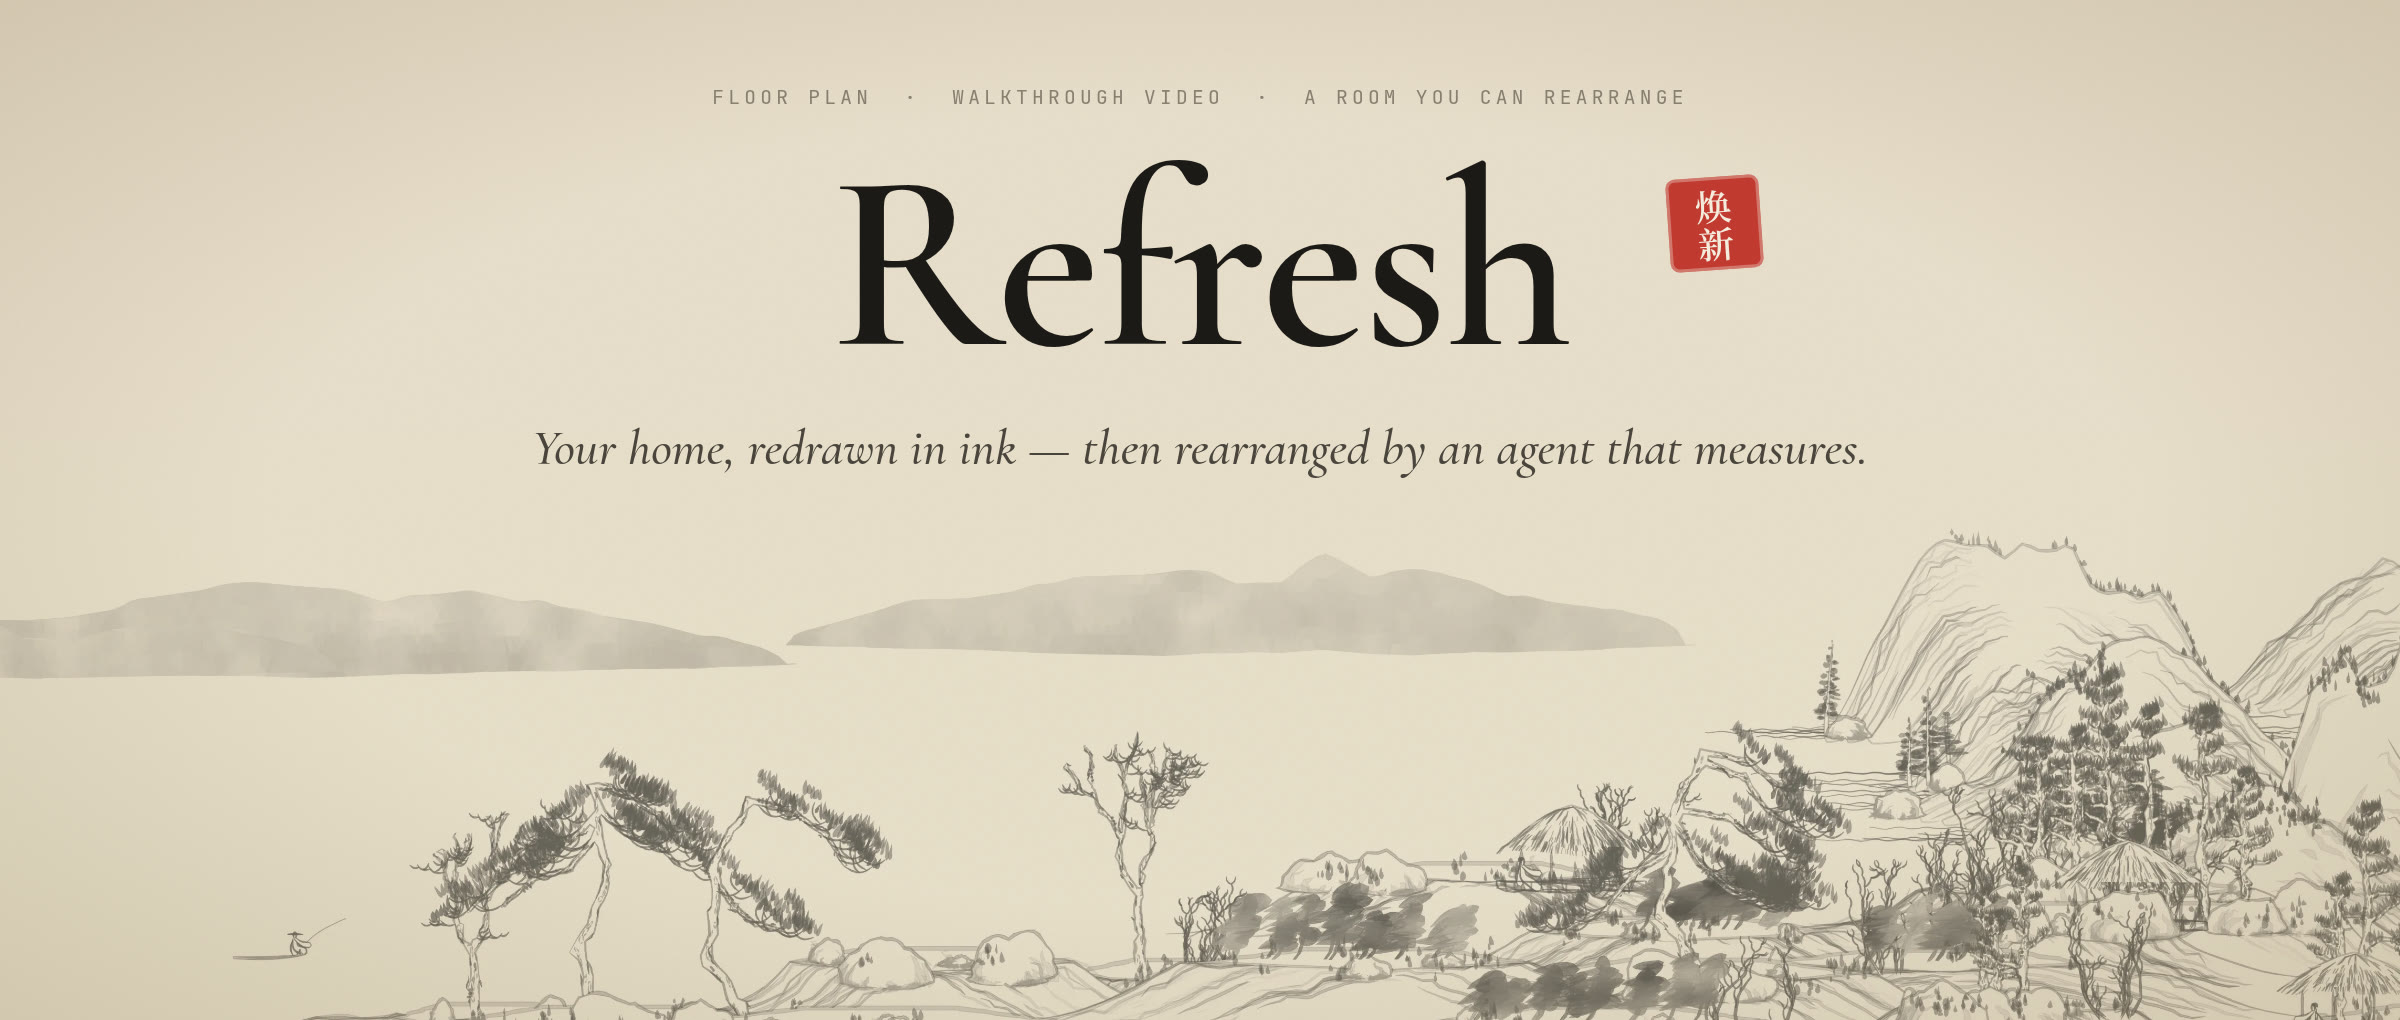 FLOOR PLAN · WALKTHROUGH VIDEO · A ROOM YOU CAN REARRANGE
Refresh
焕新
Your home, redrawn in ink — then rearranged by an agent that measures.